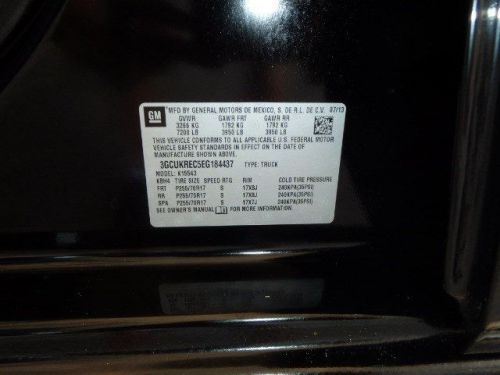 GM MFD BY GENERAL MOTORS DE MEXICO, S. DE R.L. DE C.V. 07/13
GVWR GAWR FRT GAWR RR
3266 KG 1792 KG 1792 KG
7200 LB 3950 LB 3950 LB
THIS VEHICLE CONFORMS TO ALL APPLICABLE U.S. FEDERAL MOTOR
VEHICLE SAFETY STANDARDS IN EFFECT ON THE DATE OF
MANUFACTURE SHOWN ABOVE.
3GCUKREC5EG184437 TYPE: TRUCK
MODEL: K15543
TIRE SIZE SPEED RTG RIM COLD TIRE PRESSURE
FRT P255/70R17 S 17X8J 240KPA(35PSI)
RR P255/70R17 S 17X8J 240KPA(35PSI)
SPA P255/70R17 S 17X7J 240KPA(35PSI)
SEE OWNER'S MANUAL FOR MORE INFORMATION